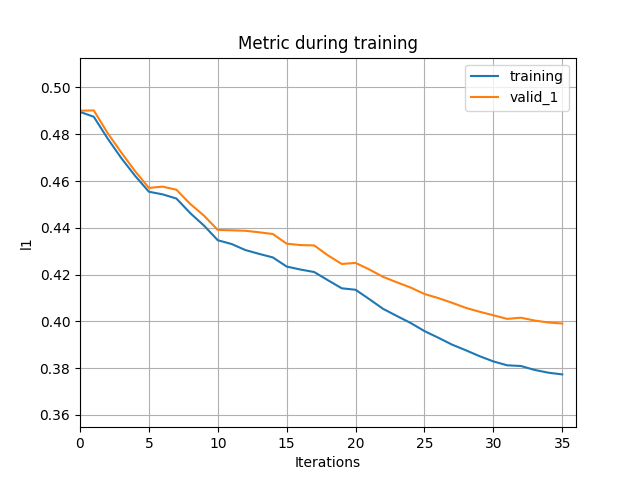 Metric during training
training
valid_1
0.50
0.48
0.46
0.44
0.42
0.40
0.38
0.36
l1
0 5 10 15 20 25 30 35
Iterations